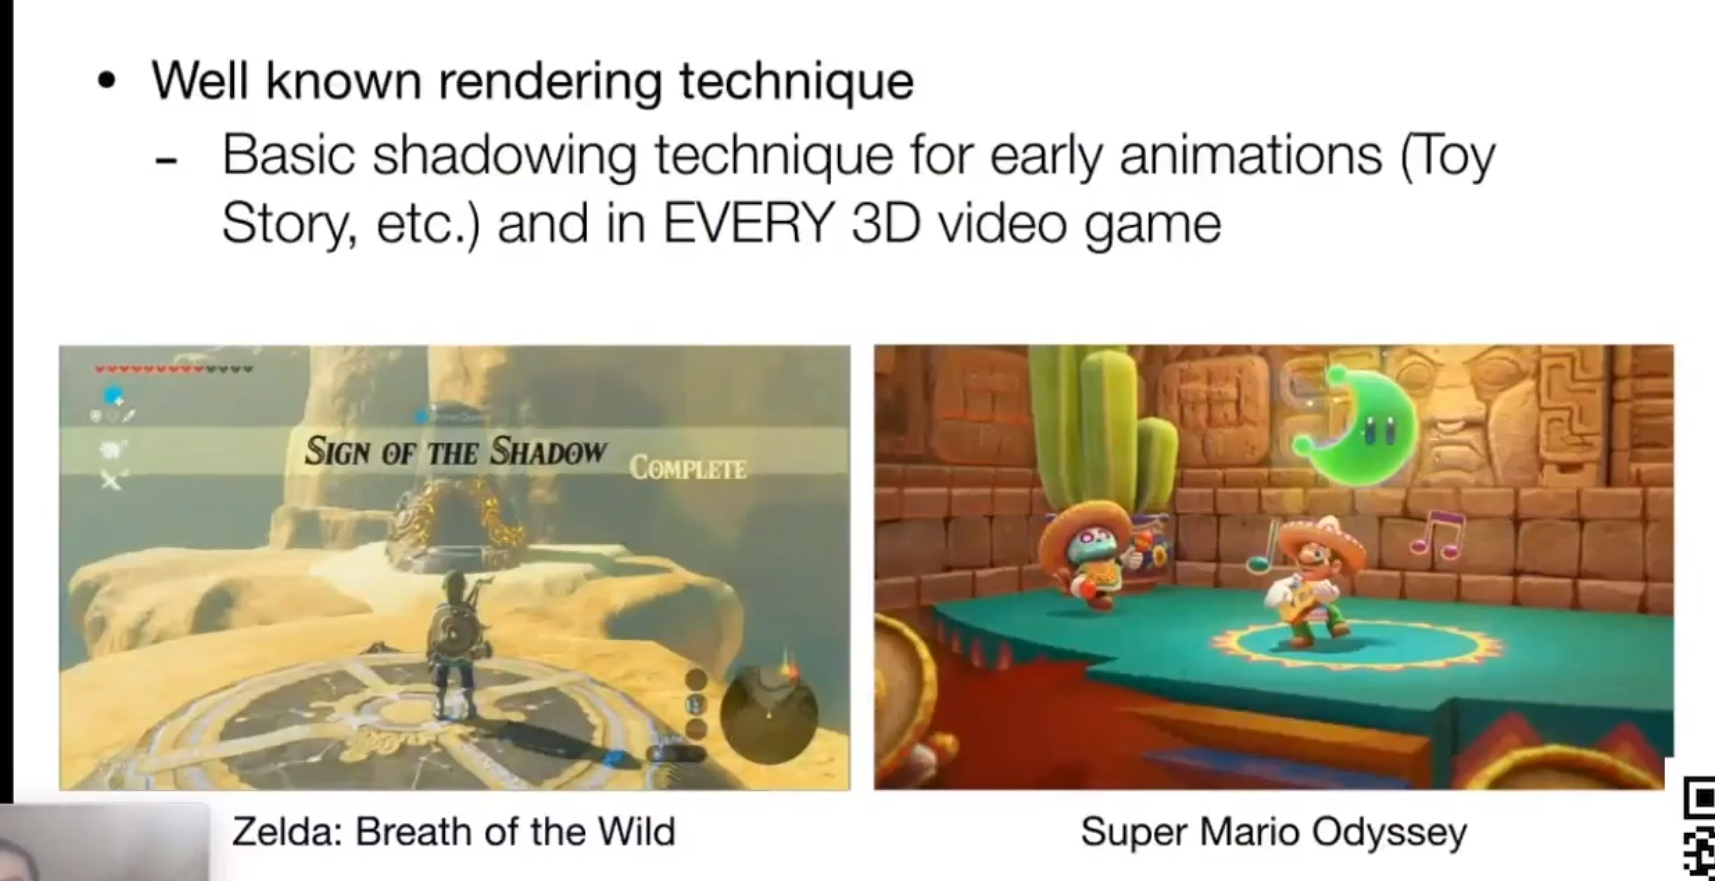 • Well known rendering technique
- Basic shadowing technique for early animations (Toy
Story, etc.) and in EVERY 3D video game
SIGN OF THE SHADOW
COMPLETE
Zelda: Breath of the Wild
Super Mario Odyssey